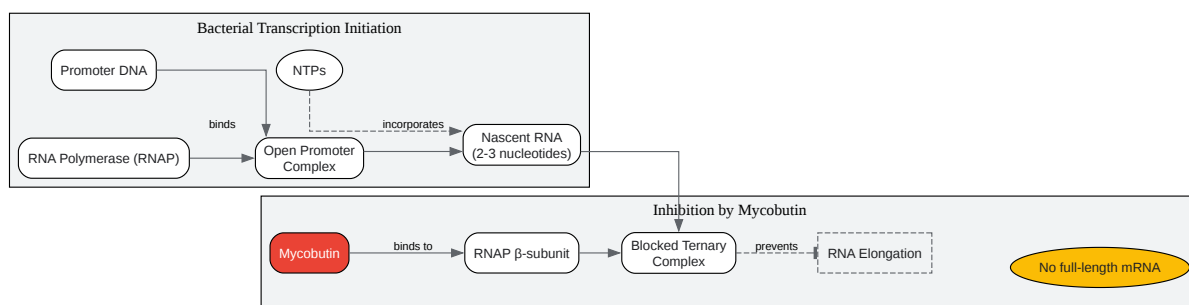 Bacterial Transcription Initiation
Promoter DNA
NTPs
binds
incorporates
RNA Polymerase (RNAP)
Open Promoter
Complex
Nascent RNA
(2-3 nucleotides)
Inhibition by Mycobutin
Mycobutin
binds to
RNAP β-subunit
Blocked Ternary
Complex
prevents
RNA Elongation
No full-length mRNA